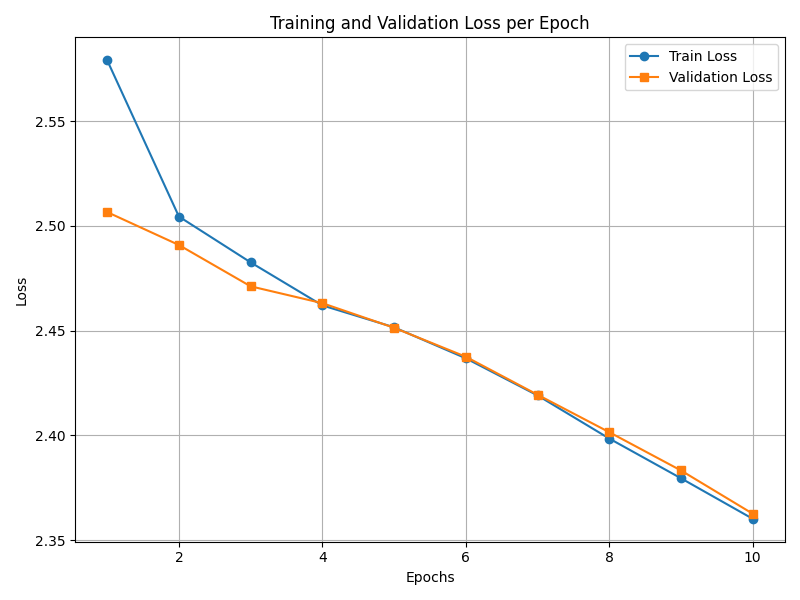 Training and Validation Loss per Epoch
Train Loss
Validation Loss
2.55
2.50
2.45
2.40
2.35
Loss
2 4 6 8 10
Epochs